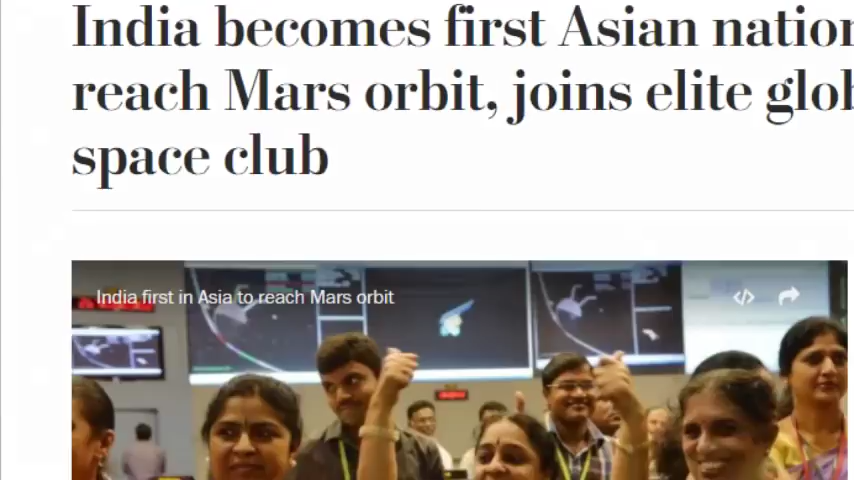 India becomes first Asian nation
reach Mars orbit, joins elite glob
space club
India first in Asia to reach Mars orbit